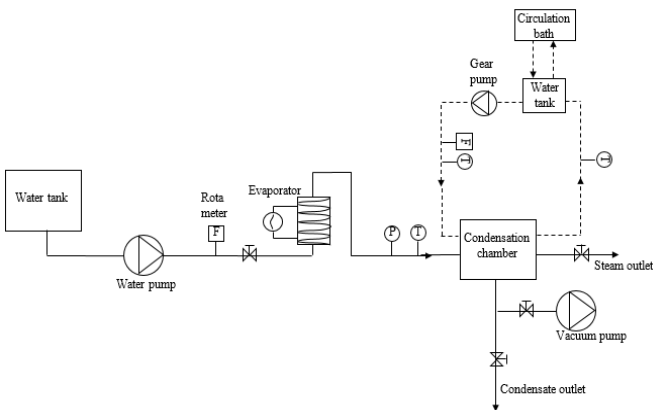 Circulation
bath
Gear
pump
Water
tank
F
T
T
Water tank
Rota
meter
F
Evaporator
P
T
Condensation
chamber
Water pump
Steam outlet
Vacuum pump
Condensate outlet